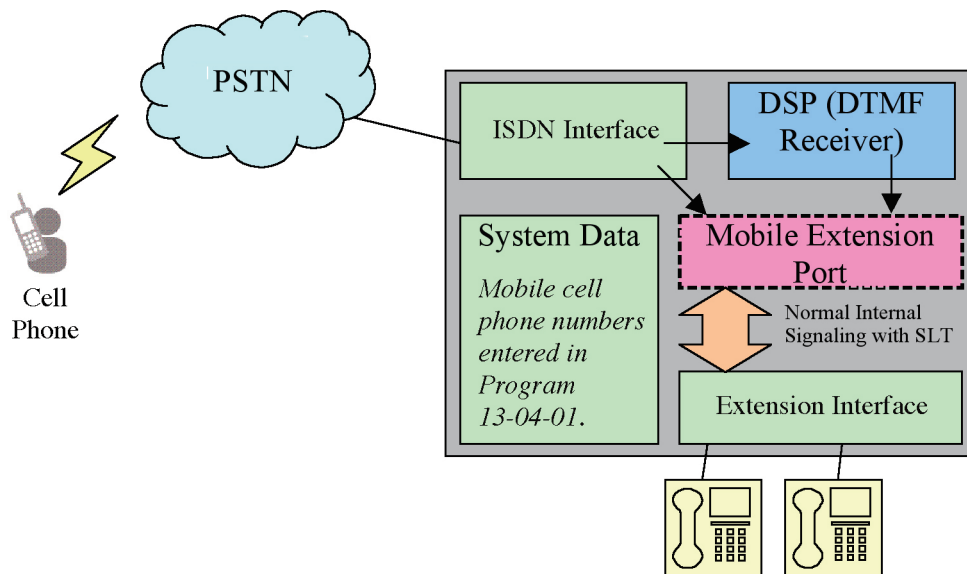 PSTN
Cell
Phone
ISDN Interface
DSP (DTMF
Receiver)
System Data
Mobile cell
phone numbers
entered in
Program
13-04-01.
Mobile Extension
Port
Normal Internal
Signaling with SLT
Extension Interface